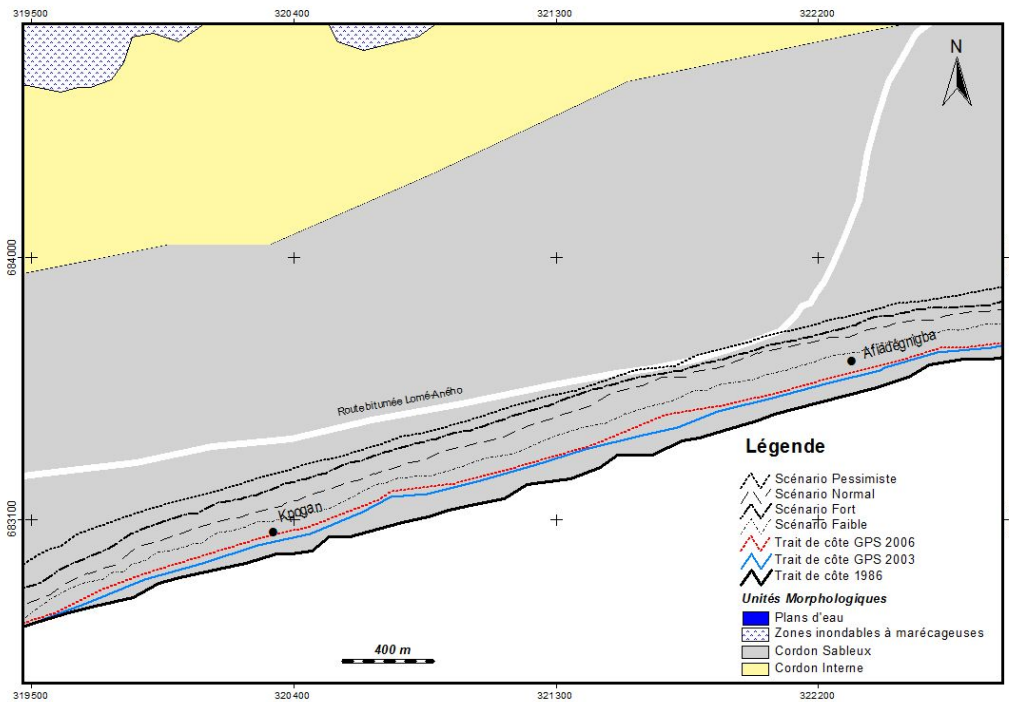 319500 320400 321300 322200
N
684000
Route bitumée Lomé-Aného
Afiadégnigba
683100
Kpogan
Légende
Scénario Pessimiste
Scénario Normal
Scénario Fort
Scénario Faible
Trait de côte GPS 2006
Trait de côte GPS 2003
Trait de côte 1986
Unités Morphologiques
Plans d'eau
Zones inondables à marécageuses
Cordon Sableux
Cordon Interne
400 m
319500 320400 321300 322200